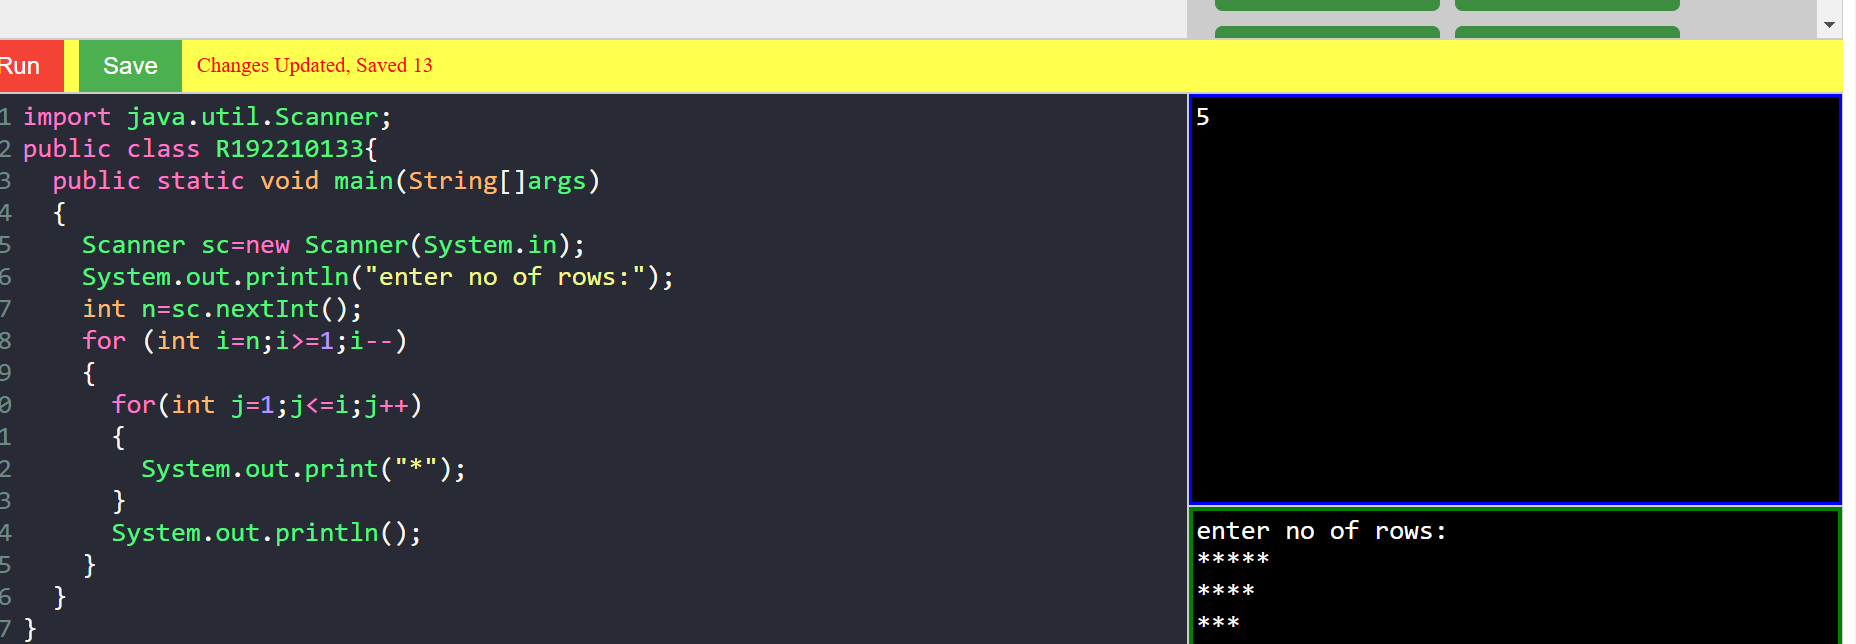 Run Save Changes Updated, Saved 13
1 import java.util.Scanner;
2 public class R192210133{
3   public static void main(String[]args)
4   {
5     Scanner sc=new Scanner(System.in);
6     System.out.println("enter no of rows:");
7     int n=sc.nextInt();
8     for (int i=n;i>=1;i--)
9     {
0       for(int j=1;j<=i;j++)
1       {
2         System.out.print("*");
3       }
4       System.out.println();
5     }
6   }
7 }
5
enter no of rows:
*****
****
***